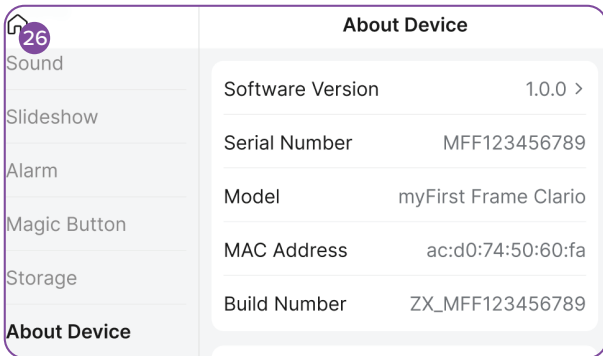 26
About Device
Sound
Slideshow
Alarm
Magic Button
Storage
About Device
Software Version 1.0.0 >
Serial Number MFF123456789
Model myFirst Frame Clario
MAC Address ac:d0:74:50:60:fa
Build Number ZX_MFF123456789